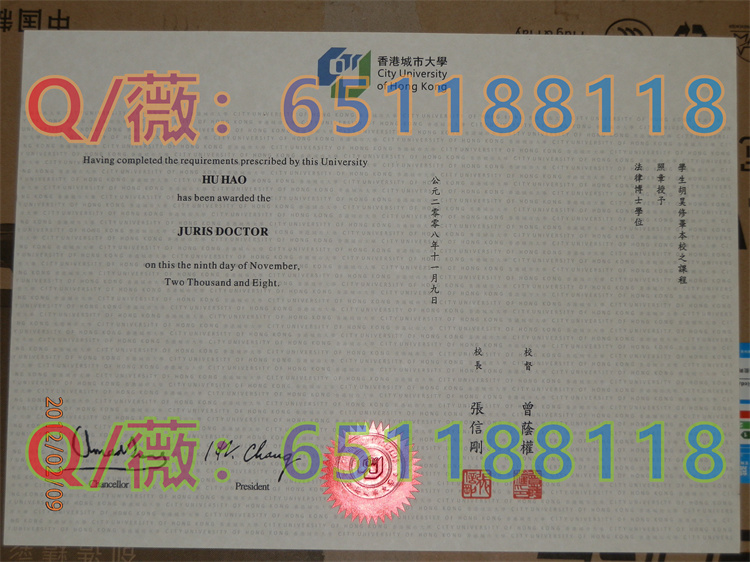 香港城市大學
City University
of Hong Kong
Q/薇：651188118
Having completed the requirements prescribed by this University
HU HAO
has been awarded the
JURIS DOCTOR
on this the ninth day of November,
Two Thousand and Eight.
學生胡昊修畢本校之課程
照章授予
法律博士學位
公元二零零八年十一月九日
校督
曾蔭權
校長
張信剛
Q/薇：651188118
Chancellor
President
2012/02/09